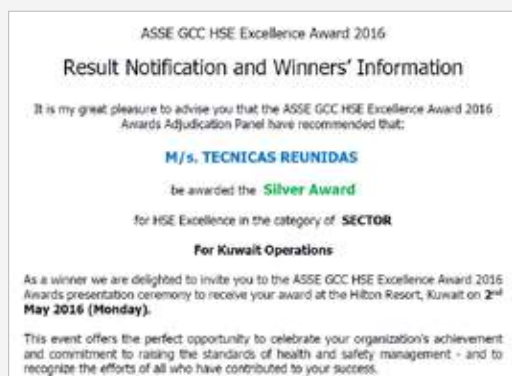 ASSE GCC HSE Excellence Award 2016
Result Notification and Winners' Information
It is my great pleasure to advise you that the ASSE GCC HSE Excellence Award 2016
Awards Adjudication Panel have recommended that:
M/s. TECNICAS REUNIDAS
be awarded the Silver Award
for HSE Excellence in the category of SECTOR
For Kuwait Operations
As a winner we are delighted to invite you to the ASSE GCC HSE Excellence Award 2016
Awards presentation ceremony to receive your award at the Hilton Resort, Kuwait on 2nd
May 2016 (Monday).
This event offers the perfect opportunity to celebrate your organization's achievement
and commitment to raising the standards of health and safety management - and to
recognize the efforts of all who have contributed to your success.